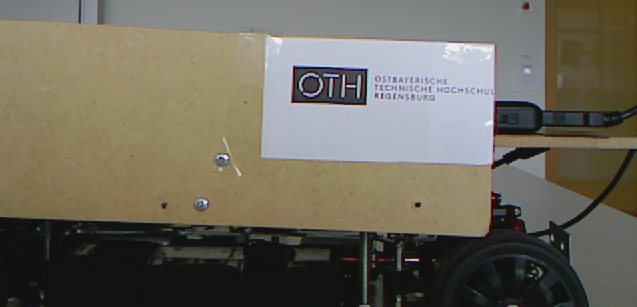 OTH
OSTBAYERISCHE
TECHNISCHE HOCHSCHUL
REGENSBURG